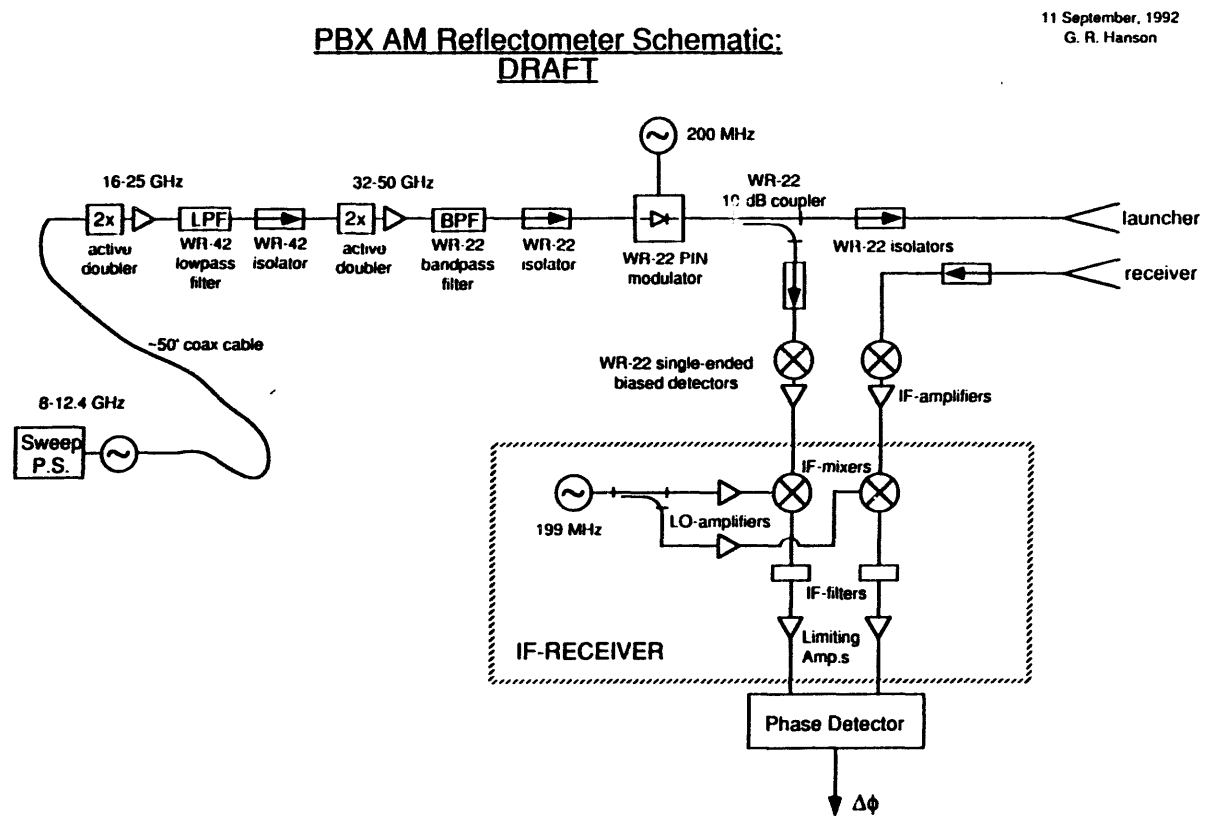 11 September, 1992
G. R. Hanson
PBX AM Reflectometer Schematic:
DRAFT
200 MHz
16-25 GHz
32-50 GHz
WR-22
10 dB coupler
2x
LPF
2x
BPF
launcher
active
doubler
WR-42
lowpass
filter
WR-42
isolator
active
doubler
WR-22
bandpass
filter
WR-22
isolator
WR-22 PIN
modulator
WR-22 isolators
receiver
~50' coax cable
WR-22 single-ended
biased detectors
IF-amplifiers
8-12.4 GHz
Sweep
P.S.
IF-mixers
199 MHz
LO-amplifiers
IF-filters
Limiting
Amp.s
IF-RECEIVER
Phase Detector
Δϕ